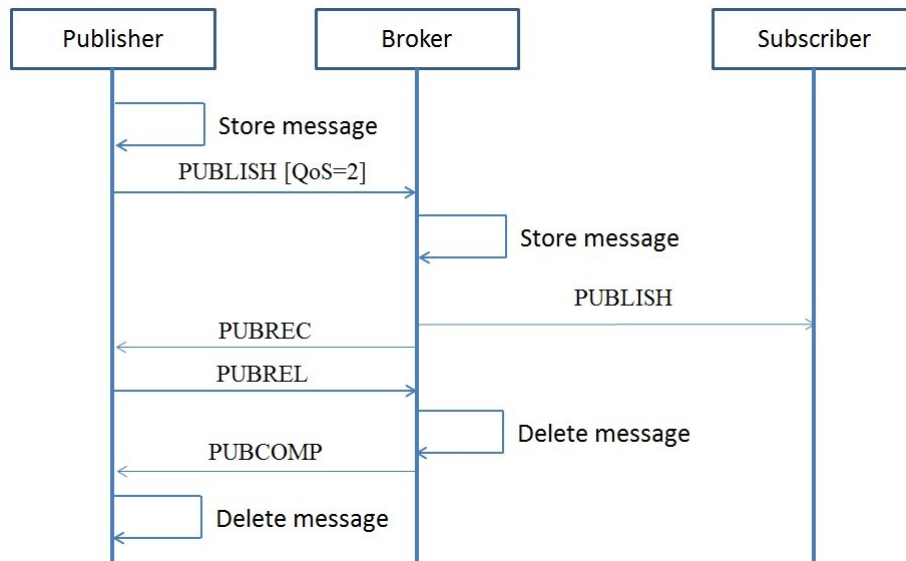 Publisher
Broker
Subscriber
Store message
PUBLISH [QoS=2]
Store message
PUBLISH
PUBREC
PUBREL
Delete message
PUBCOMP
Delete message